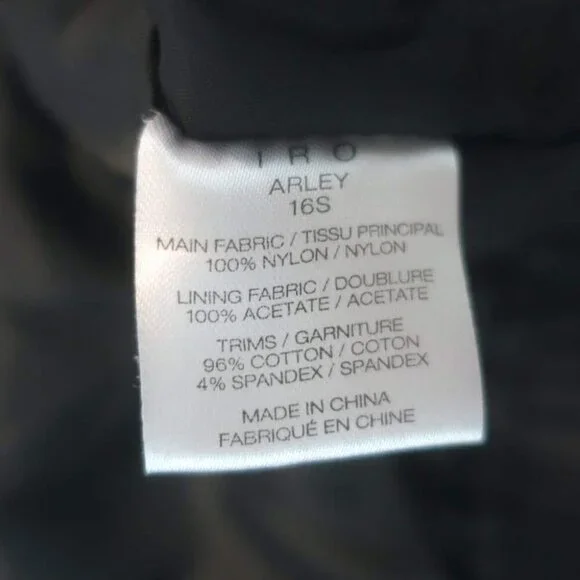 IRO
ARLEY
16S
MAIN FABRIC / TISSU PRINCIPAL
100% NYLON / NYLON
LINING FABRIC / DOUBLURE
100% ACETATE / ACETATE
TRIMS / GARNITURE
96% COTTON / COTON
4% SPANDEX / SPANDEX
MADE IN CHINA
FABRIQUÉ EN CHINE